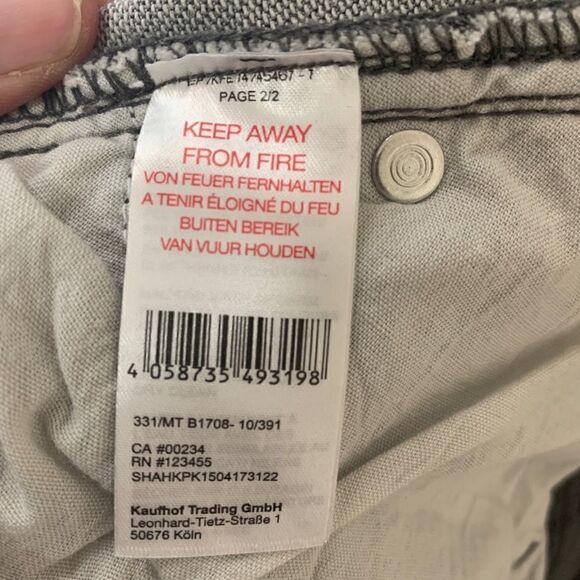 PAGE 2/2
KEEP AWAY
FROM FIRE
VON FEUER FERNHALTEN
A TENIR ÉLOIGNÉ DU FEU
BUITEN BEREIK
VAN VUUR HOUDEN
4 058735 493198
331/MT B1708- 10/391
CA #00234
RN #123455
SHAHKPK1504173122
Kaufhof Trading GmbH
Leonhard-Tietz-Straße 1
50676 Köln